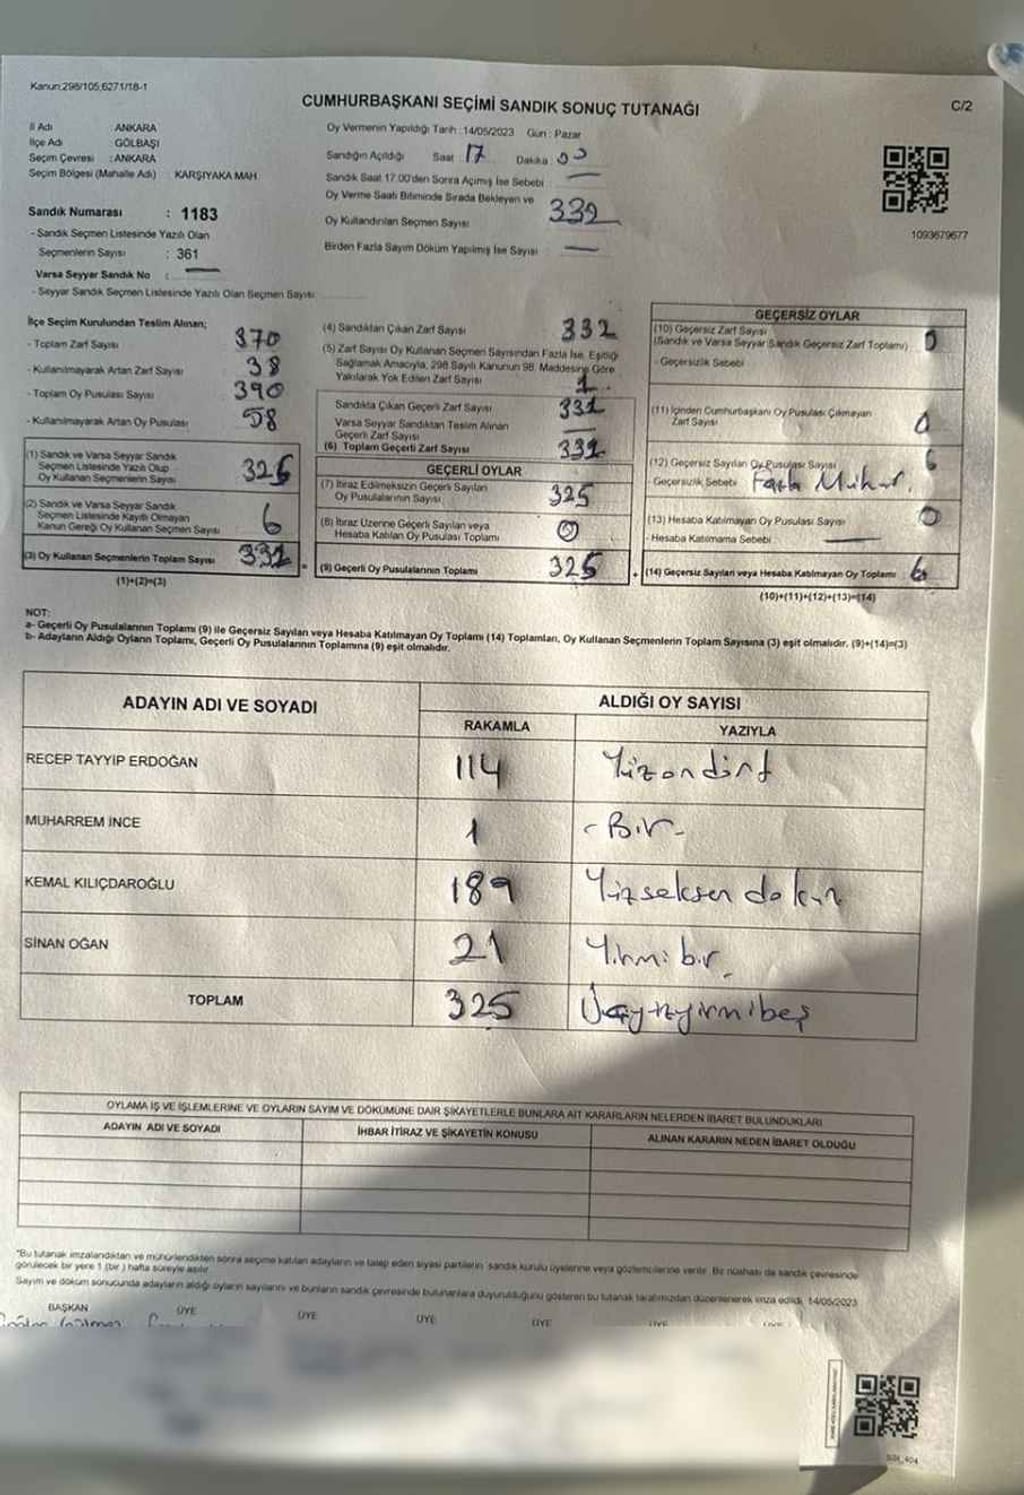 Kanun:298/105;6271/18-1
CUMHURBAŞKANI SEÇİMİ SANDIK SONUÇ TUTANAĞI
C/2
İl Adı : ANKARA
İlçe Adı : GÖLBAŞI
Seçim Çevresi : ANKARA
Seçim Bölgesi (Mahalle Adı) KARŞIYAKA MAH.
Oy Vermenin Yapıldığı Tarih : 14/05/2023 Gün : Pazar
Sandığın Açıldığı Saat : 17 Dakika : 00
Sandık Saat 17.00'den Sonra Açılmış İse Sebebi : —
Oy Verme Saati Bitiminde Sırada Bekleyen ve
Oy Kullandırılan Seçmen Sayısı 332
Birden Fazla Sayım Döküm Yapılmış İse Sayısı : —
1093679677
Sandık Numarası : 1183
- Sandık Seçmen Listesinde Yazılı Olan
Seçmenlerin Sayısı : 361
Varsa Seyyar Sandık No : —
- Seyyar Sandık Seçmen Listesinde Yazılı Olan Seçmen Sayısı:
İlçe Seçim Kurulundan Teslim Alınan;
- Toplam Zarf Sayısı 370
- Kullanılmayarak Artan Zarf Sayısı 38
- Toplam Oy Pusulası Sayısı 390
- Kullanılmayarak Artan Oy Pusulası 58
(1) Sandık ve Varsa Seyyar Sandık
Seçmen Listesinde Yazılı Olup
Oy Kullanan Seçmenlerin Sayısı 326
(2) Sandık ve Varsa Seyyar Sandık
Seçmen Listesinde Kayıtlı Olmayan
Kanun Gereği Oy Kullanan Seçmen Sayısı 6
(3) Oy Kullanan Seçmenlerin Toplam Sayısı 332
(1)+(2)=(3)
(4) Sandıktan Çıkan Zarf Sayısı 332
(5) Zarf Sayısı Oy Kullanan Seçmen Sayısından Fazla İse, Eşitliği
Sağlamak Amacıyla, 298 Sayılı Kanunun 98. Maddesine Göre
Yakılarak Yok Edilen Zarf Sayısı
Sandıkta Çıkan Geçerli Zarf Sayısı
Varsa Seyyar Sandıktan Teslim Alınan
Geçerli Zarf Sayısı —
(6) Toplam Geçerli Zarf Sayısı
GEÇERLİ OYLAR
(7) İtiraz Edilmeksizin Geçerli Sayılan
Oy Pusulalarının Sayısı 325
(8) İtiraz Üzerine Geçerli Sayılan veya
Hesaba Katılan Oy Pusulası Toplamı 0
(9) Geçerli Oy Pusulalarının Toplamı 325
GEÇERSİZ OYLAR
(10) Geçersiz Zarf Sayısı
(Sandık ve Varsa Seyyar Sandık Geçersiz Zarf Toplamı) 0
- Geçersizlik Sebebi
(11) İçinden Cumhurbaşkanı Oy Pusulası Çıkmayan
Zarf Sayısı 0
(12) Geçersiz Sayılan Oy Pusulası Sayısı 6
Geçersizlik Sebebi Fazla Mühür.
(13) Hesaba Katılmayan Oy Pusulası Sayısı 0
- Hesaba Katılmama Sebebi —
(14) Geçersiz Sayılan veya Hesaba Katılmayan Oy Toplamı 6
(10)+(11)+(12)+(13)=(14)
NOT:
a- Geçerli Oy Pusulalarının Toplamı (9) ile Geçersiz Sayılan veya Hesaba Katılmayan Oy Toplamı (14) Toplamları, Oy Kullanan Seçmenlerin Toplam Sayısına (3) eşit olmalıdır. (9)+(14)=(3)
b- Adayların Aldığı Oyların Toplamı, Geçerli Oy Pusulalarının Toplamına (9) eşit olmalıdır.
ADAYIN ADI VE SOYADI
ALDIĞI OY SAYISI
RAKAMLA YAZIYLA
RECEP TAYYİP ERDOĞAN 114 Yüzondört
MUHARREM İNCE 1 - Bir -
KEMAL KILIÇDAROĞLU 189 Yüzseksen dokuz
SİNAN OĞAN 21 Yirmi bir.
TOPLAM 325 Üçyüzyirmibeş
OYLAMA İŞ VE İŞLEMLERİNE VE OYLARIN SAYIM VE DÖKÜMÜNE DAİR ŞİKAYETLERLE BUNLARA AİT KARARLARIN NELERDEN İBARET BULUNDUKLARI
ADAYIN ADI VE SOYADI İHBAR İTİRAZ VE ŞİKAYETİN KONUSU ALINAN KARARIN NEDEN İBARET OLDUĞU
"Bu tutanak imzalandıktan ve mühürlendikten sonra seçime katılan adayların ve talep eden siyasi partilerin sandık kurulu üyelerine veya gözlemcilerine verilir. Bir nüshası da sandık çevresinde
görülecek bir yere 1 (bir ) hafta süreyle asılır.
Sayım ve döküm sonucunda adayların aldığı oyların sayılarını ve bunların sandık çevresinde bulunanlara duyurulduğunu gösteren bu tutanak tarafımızdan düzenlenerek imza edildi. 14/05/2023
BAŞKAN ÜYE ÜYE ÜYE ÜYE ÜYE